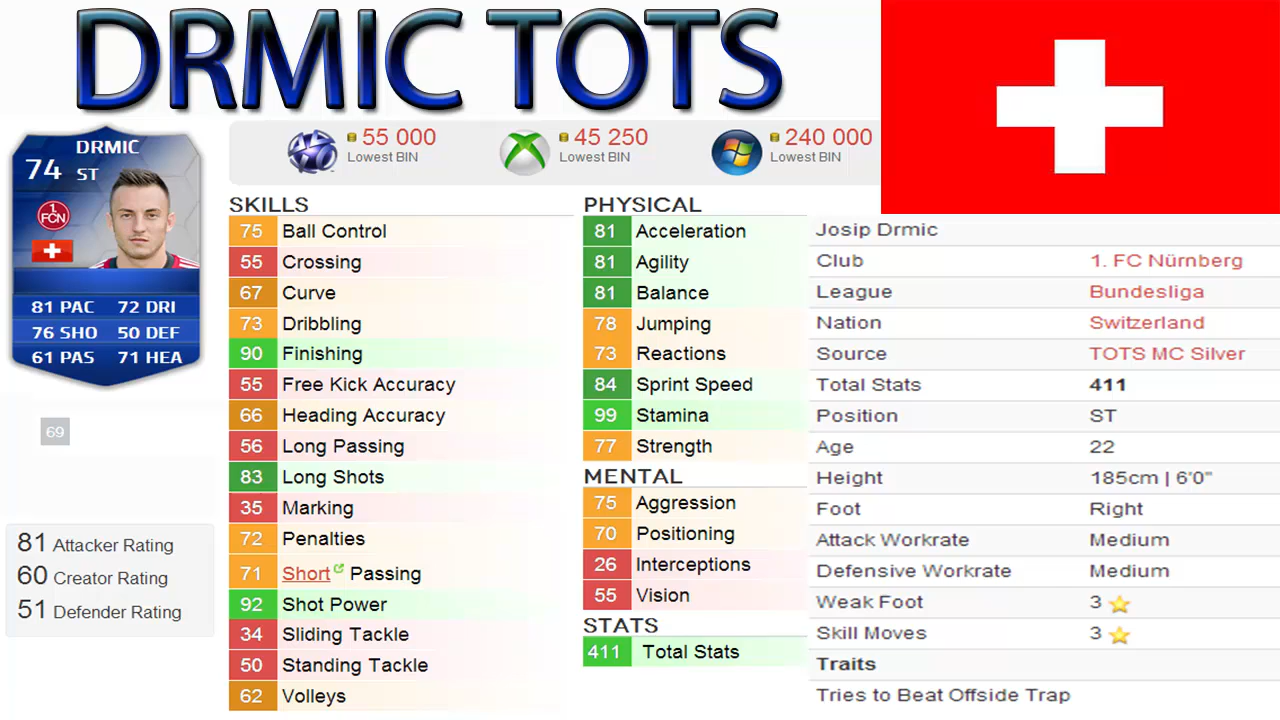 DRMIC TOTS
DRMIC
74
ST
1.
FCN
81 PAC 72 DRI
76 SHO 50 DEF
61 PAS 71 HEA
69
81 Attacker Rating
60 Creator Rating
51 Defender Rating
55 000
Lowest BIN
45 250
Lowest BIN
240 000
Lowest BIN
SKILLS
75 Ball Control
55 Crossing
67 Curve
73 Dribbling
90 Finishing
55 Free Kick Accuracy
66 Heading Accuracy
56 Long Passing
83 Long Shots
35 Marking
72 Penalties
71 Short Passing
92 Shot Power
34 Sliding Tackle
50 Standing Tackle
62 Volleys
PHYSICAL
81 Acceleration
81 Agility
81 Balance
78 Jumping
73 Reactions
84 Sprint Speed
99 Stamina
77 Strength
MENTAL
75 Aggression
70 Positioning
26 Interceptions
55 Vision
STATS
411 Total Stats
Josip Drmic
Club 1. FC Nürnberg
League Bundesliga
Nation Switzerland
Source TOTS MC Silver
Total Stats 411
Position ST
Age 22
Height 185cm | 6'0"
Foot Right
Attack Workrate Medium
Defensive Workrate Medium
Weak Foot 3
Skill Moves 3
Traits
Tries to Beat Offside Trap